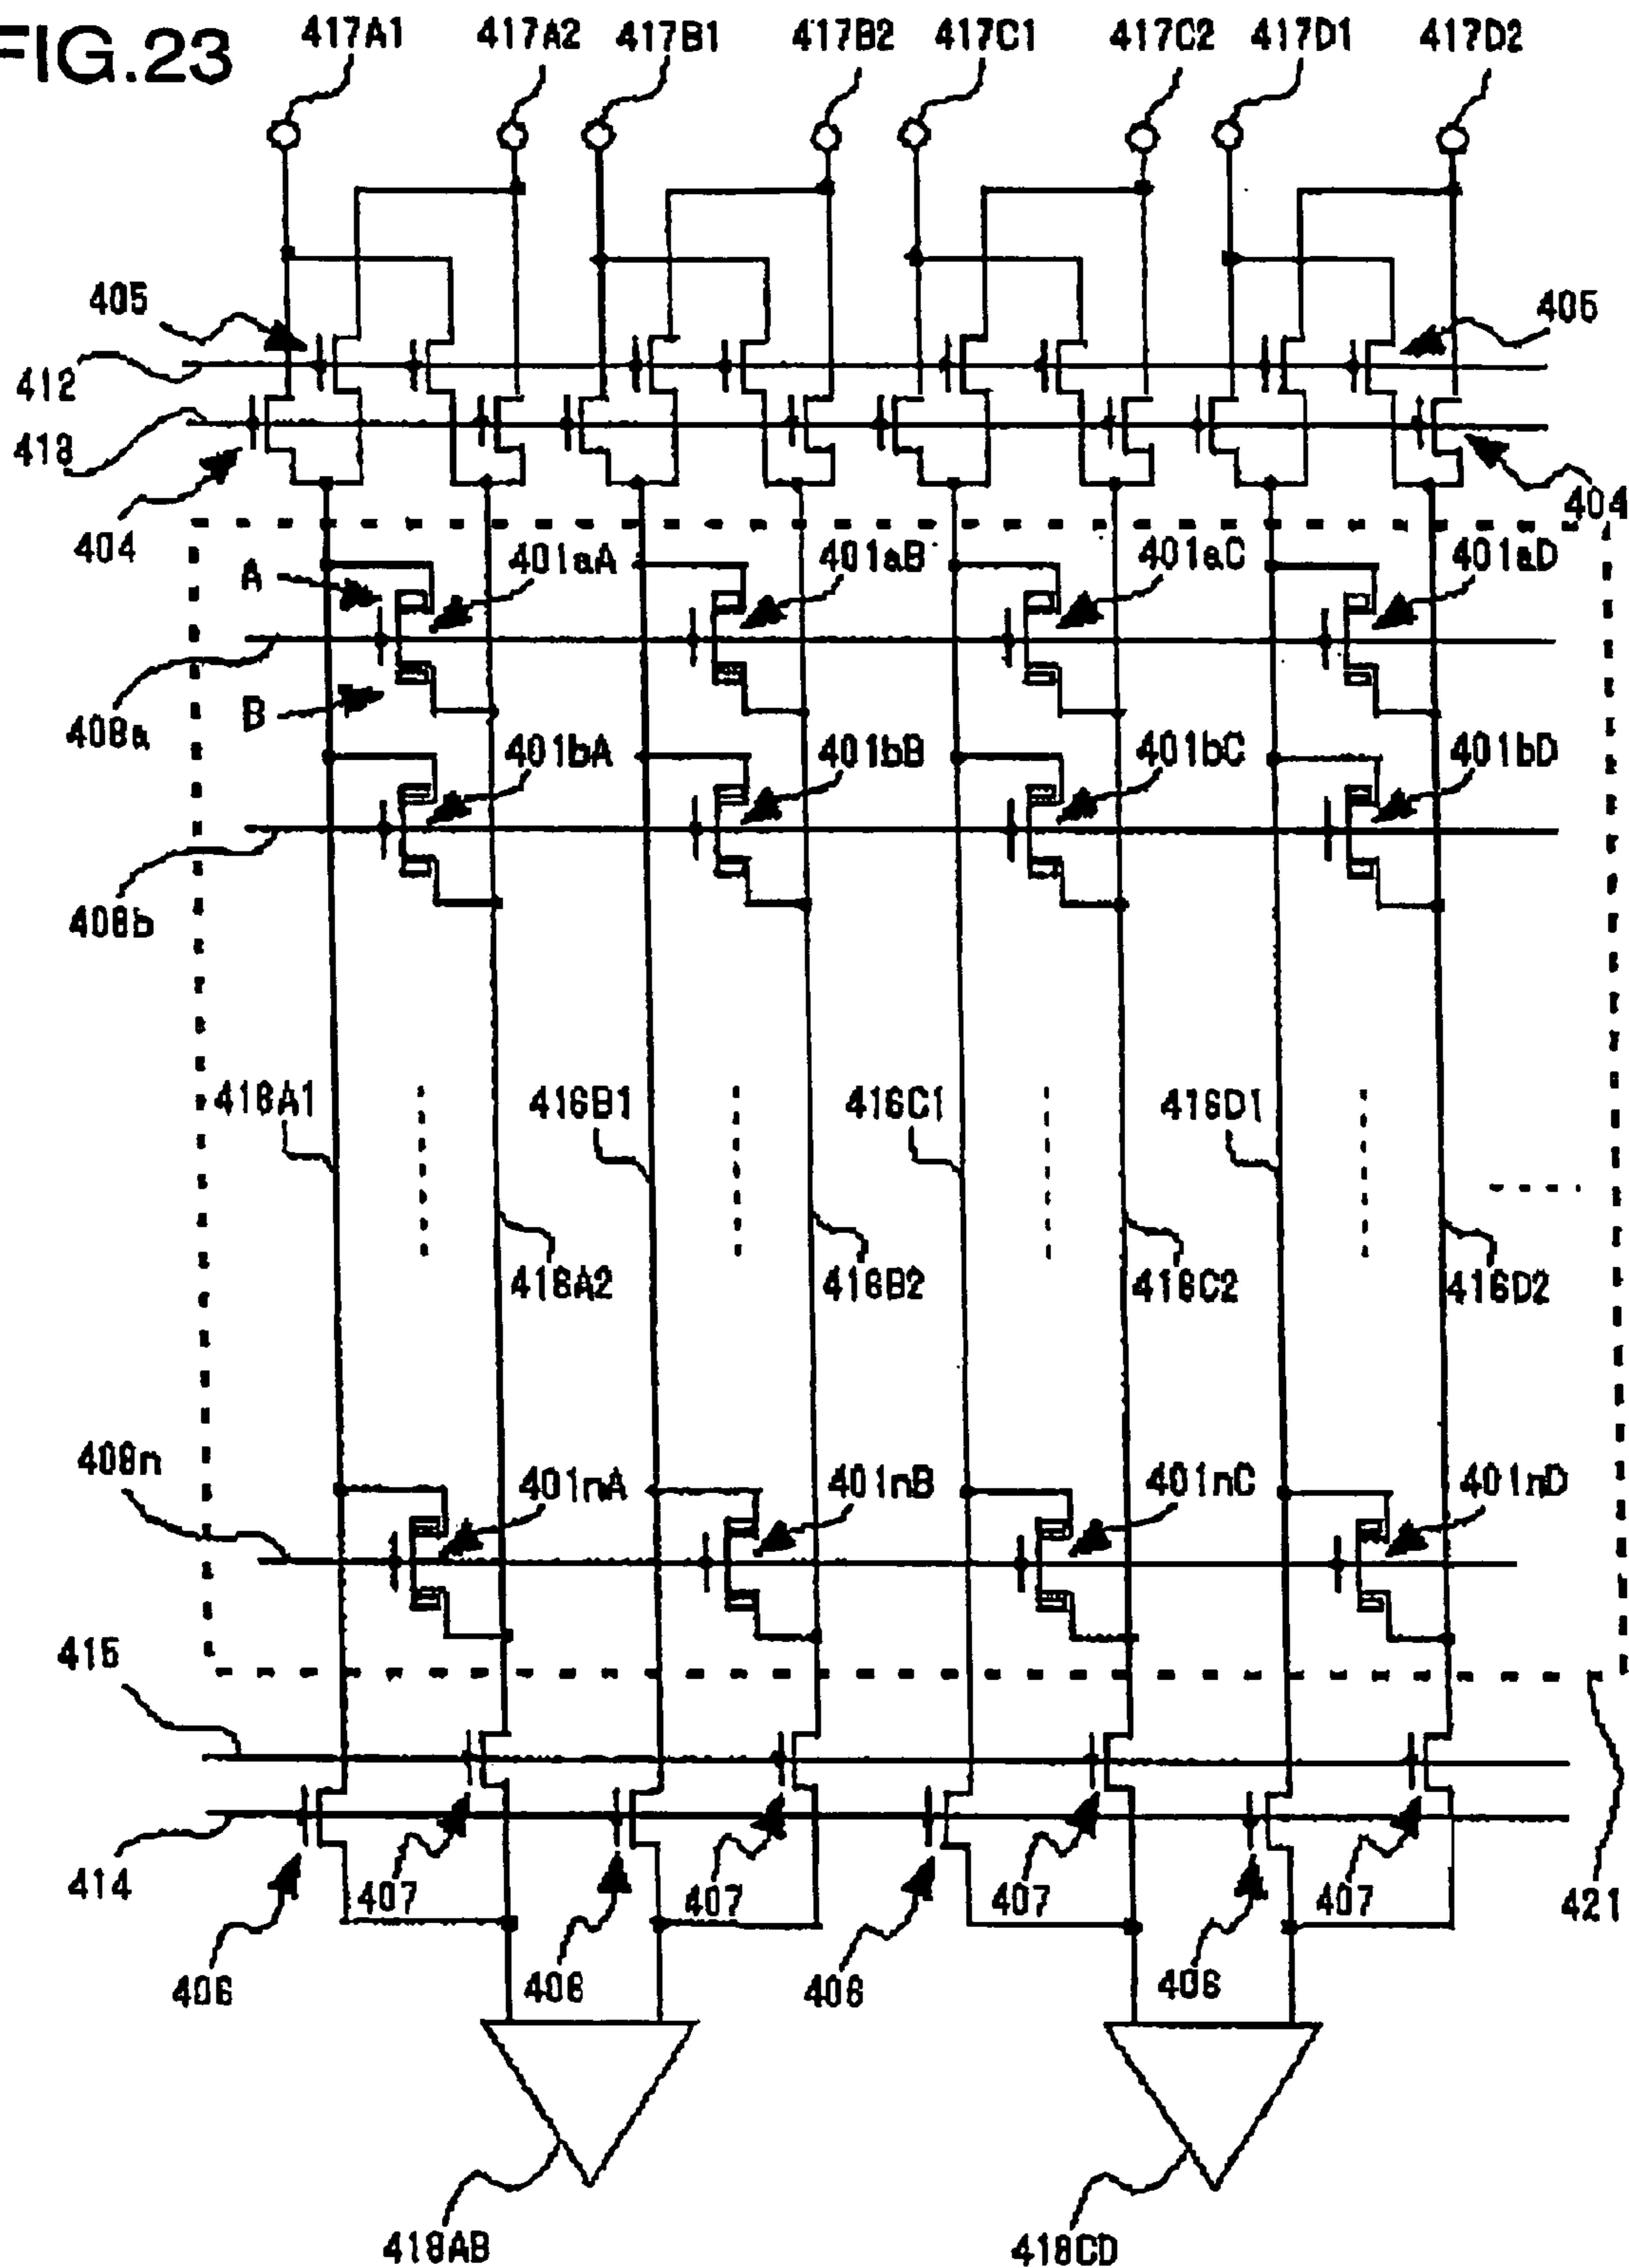 FIG.23
417A1 417A2 417B1 417B2 417C1 417C2 417D1 417D2
405 405
412
413
404 404
A 401aA 401aB 401aC 401aD
B
408a
401bA 401bB 401bC 401bD
408b
416A1 416B1 416C1 416D1
416A2 416B2 416C2 416D2
408n 401nA 401nB 401nC 401nD
415
414 407 407 407 407 421
406 406 406 406
418AB 418CD